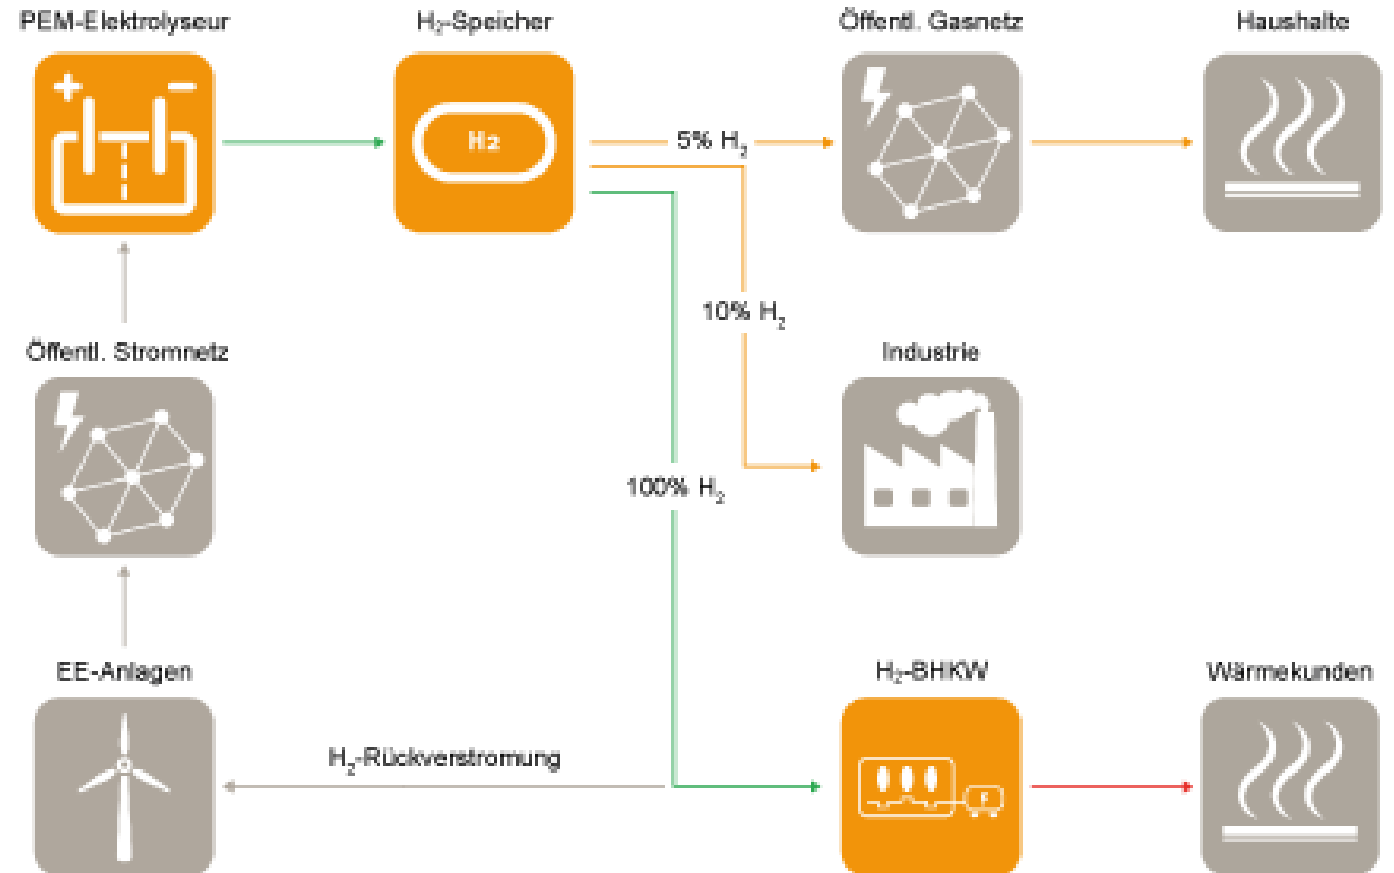 PEM-Elektrolyseur
H₂-Speicher
Öffentl. Gasnetz
Haushalte
+ −
H2
5% H₂
10% H₂
Öffentl. Stromnetz
Industrie
100% H₂
EE-Anlagen
H₂-BHKW
Wärmekunden
H₂-Rückverstromung